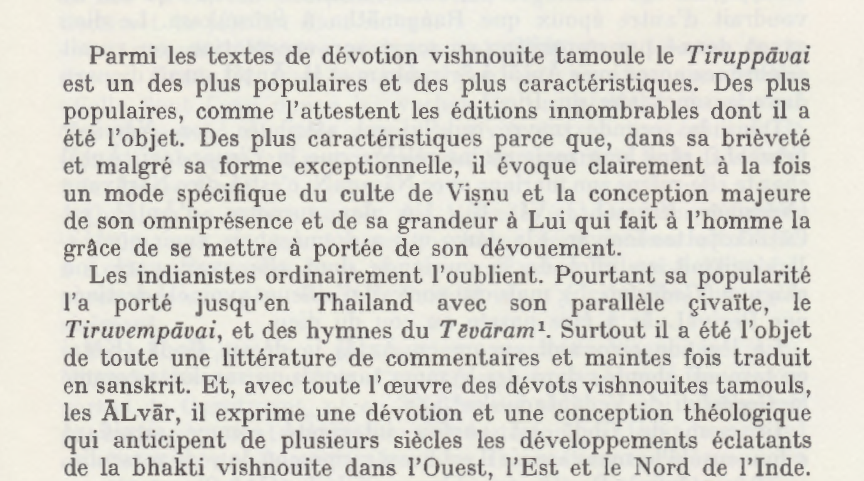 Parmi les textes de dévotion vishnouite tamoule le Tiruppāvai
est un des plus populaires et des plus caractéristiques. Des plus
populaires, comme l'attestent les éditions innombrables dont il a
été l'objet. Des plus caractéristiques parce que, dans sa brièveté
et malgré sa forme exceptionnelle, il évoque clairement à la fois
un mode spécifique du culte de Viṣṇu et la conception majeure
de son omniprésence et de sa grandeur à Lui qui fait à l'homme la
grâce de se mettre à portée de son dévouement.
Les indianistes ordinairement l'oublient. Pourtant sa popularité
l'a porté jusqu'en Thailand avec son parallèle çivaïte, le
Tiruvempāvai, et des hymnes du Tēvāram¹. Surtout il a été l'objet
de toute une littérature de commentaires et maintes fois traduit
en sanskrit. Et, avec toute l'œuvre des dévots vishnouites tamouls,
les ĀLvār, il exprime une dévotion et une conception théologique
qui anticipent de plusieurs siècles les développements éclatants
de la bhakti vishnouite dans l'Ouest, l'Est et le Nord de l'Inde.